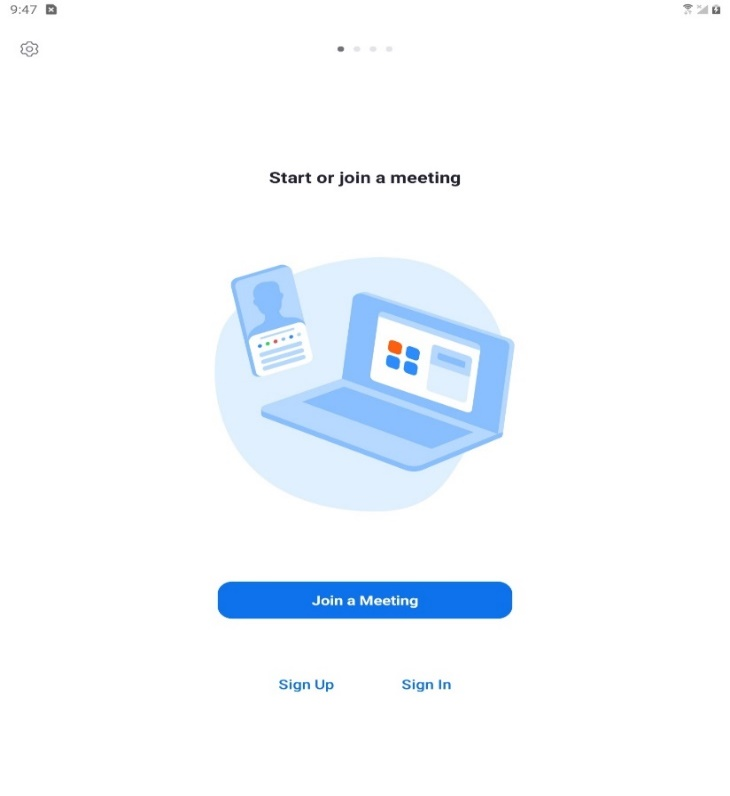 9:47
Start or join a meeting
Join a Meeting
Sign Up Sign In